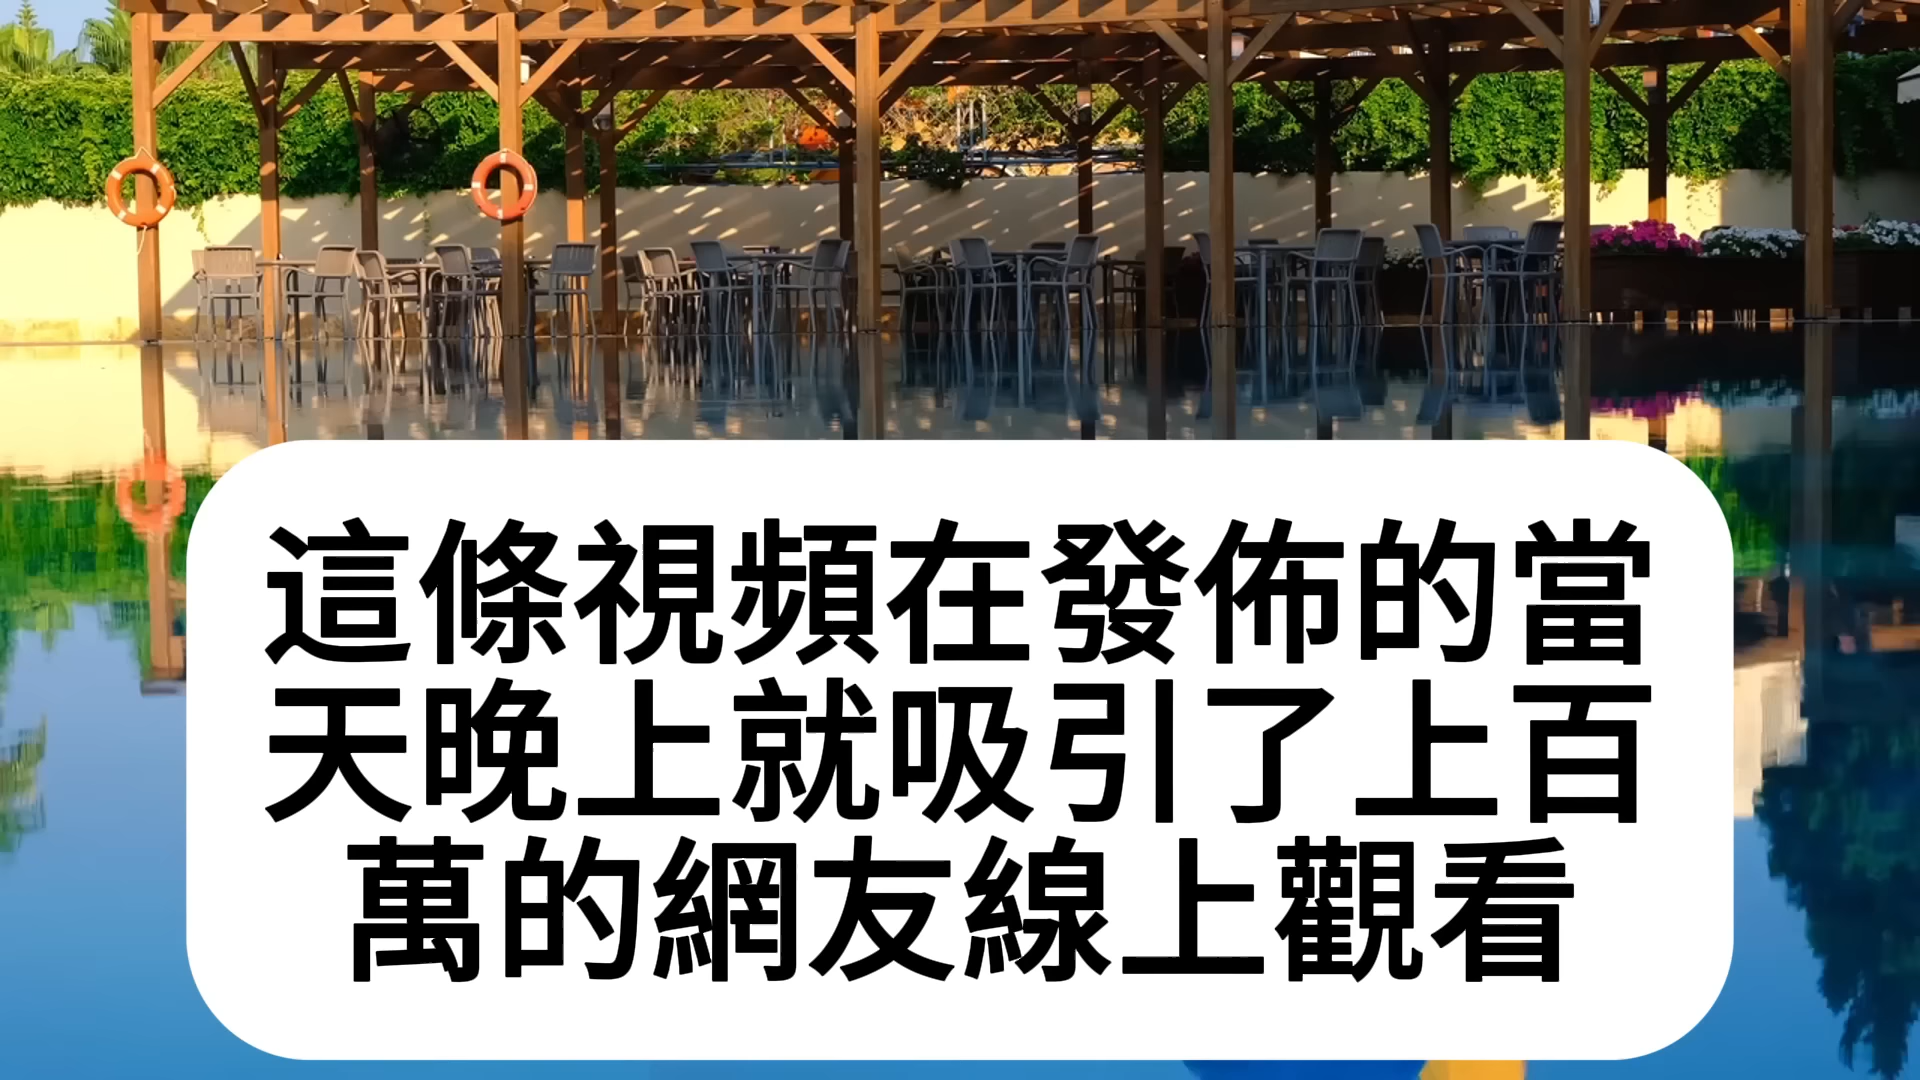 這條視頻在發佈的當
天晚上就吸引了上百
萬的網友線上觀看